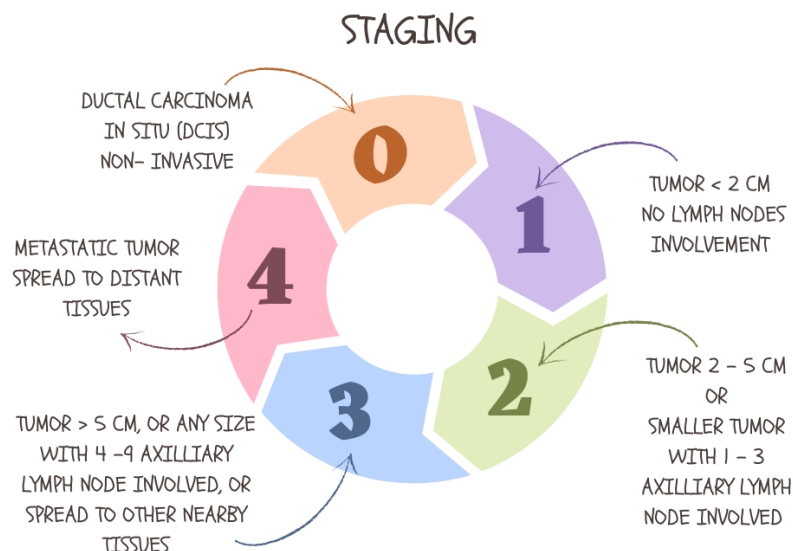 STAGING
DUCTAL CARCINOMA
IN SITU (DCIS)
NON- INVASIVE
0
1
TUMOR < 2 CM
NO LYMPH NODES
INVOLVEMENT
2
TUMOR 2 - 5 CM
OR
SMALLER TUMOR
WITH 1 - 3
AXILLIARY LYMPH
NODE INVOLVED
3
TUMOR > 5 CM, OR ANY SIZE
WITH 4 -9 AXILLIARY
LYMPH NODE INVOLVED, OR
SPREAD TO OTHER NEARBY
TISSUES
4
METASTATIC TUMOR
SPREAD TO DISTANT
TISSUES